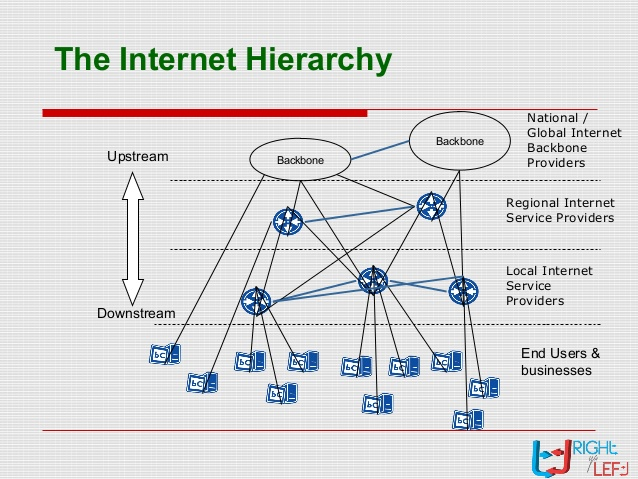 The Internet Hierarchy
National /
Global Internet
Backbone
Providers
Backbone
Backbone
Upstream
Regional Internet
Service Providers
Local Internet
Service
Providers
Downstream
End Users &
businesses
RIGHT
LEFT